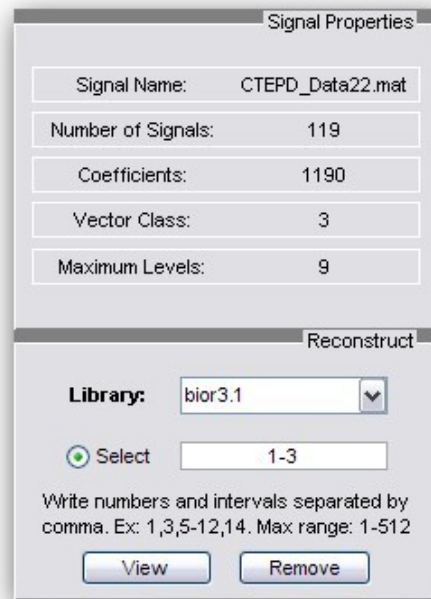 Signal Properties
Signal Name: CTEPD_Data22.mat
Number of Signals: 119
Coefficients: 1190
Vector Class: 3
Maximum Levels: 9
Reconstruct
Library: bior3.1
Select 1-3
Write numbers and intervals separated by
comma. Ex: 1,3,5-12,14. Max range: 1-512
View Remove